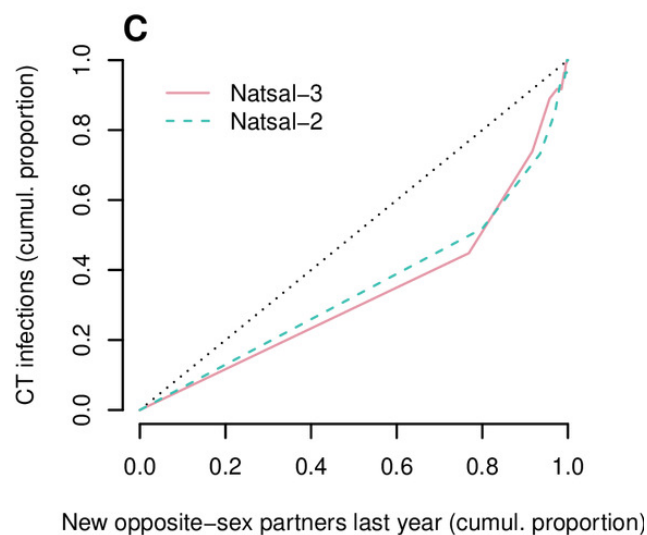 C
CT infections (cumul. proportion)
1.0
0.8
0.6
0.4
0.2
0.0
Natsal−3
Natsal−2
0.0 0.2 0.4 0.6 0.8 1.0
New opposite−sex partners last year (cumul. proportion)